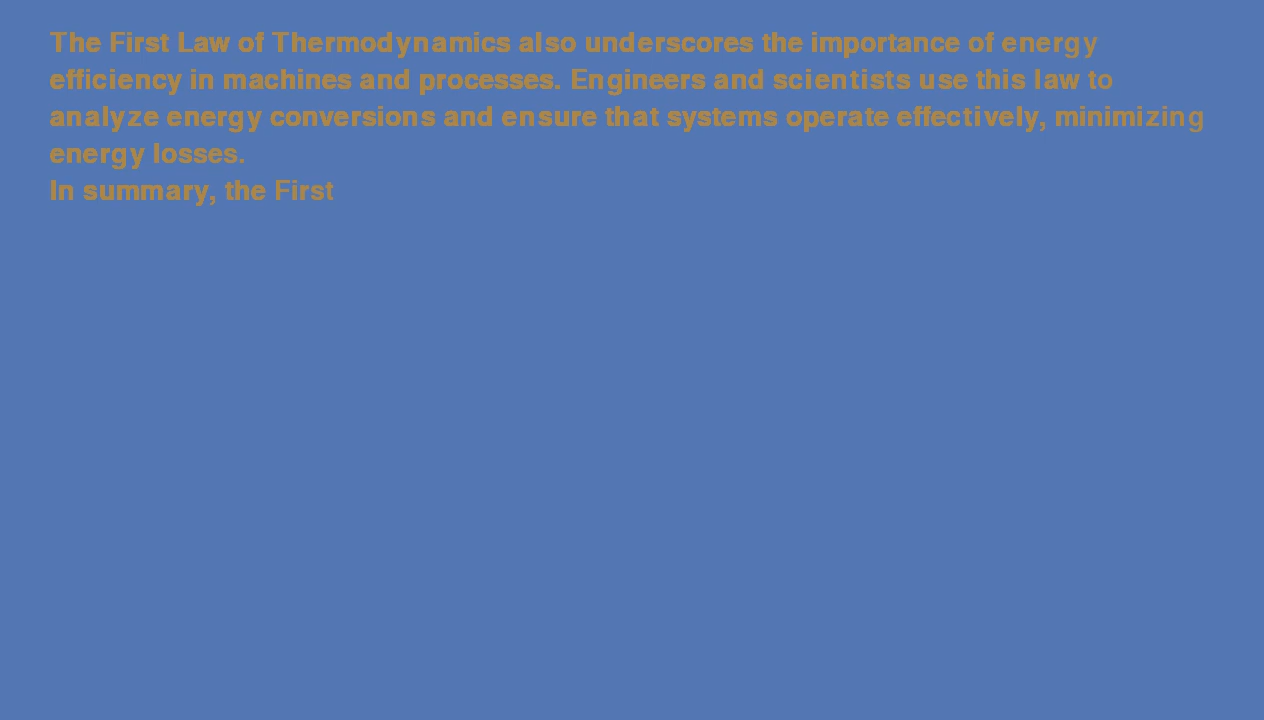 The First Law of Thermodynamics also underscores the importance of energy
efficiency in machines and processes. Engineers and scientists use this law to
analyze energy conversions and ensure that systems operate effectively, minimizing
energy losses.
In summary, the First